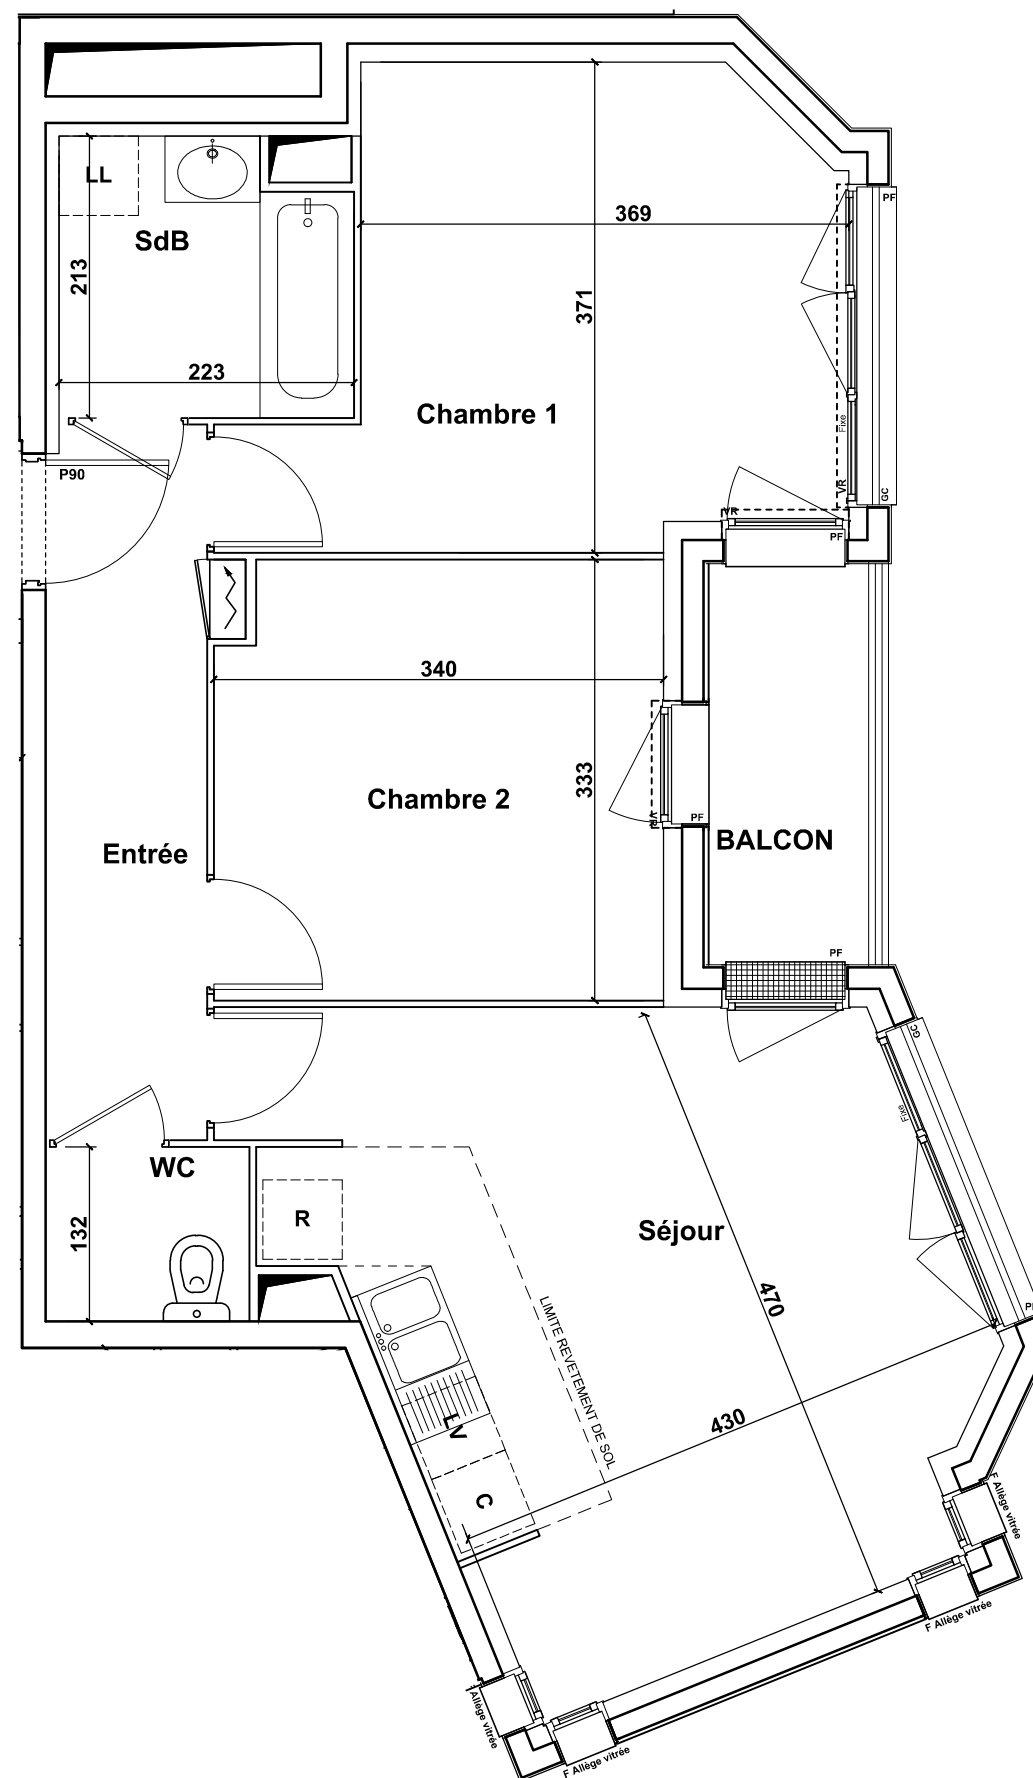 LL
SdB
213
223
P90
369
371
Chambre 1
PF
Fixe
VR
GC
VR
PF
340
333
Chambre 2
VR
PF
BALCON
Entrée
PF
GC
Fixe
WC
132
R
Séjour
470
LIMITE REVETEMENT DE SOL
430
LV
C
F Allège vitrée
F Allège vitrée
F Allège vitrée
F Allège vitrée